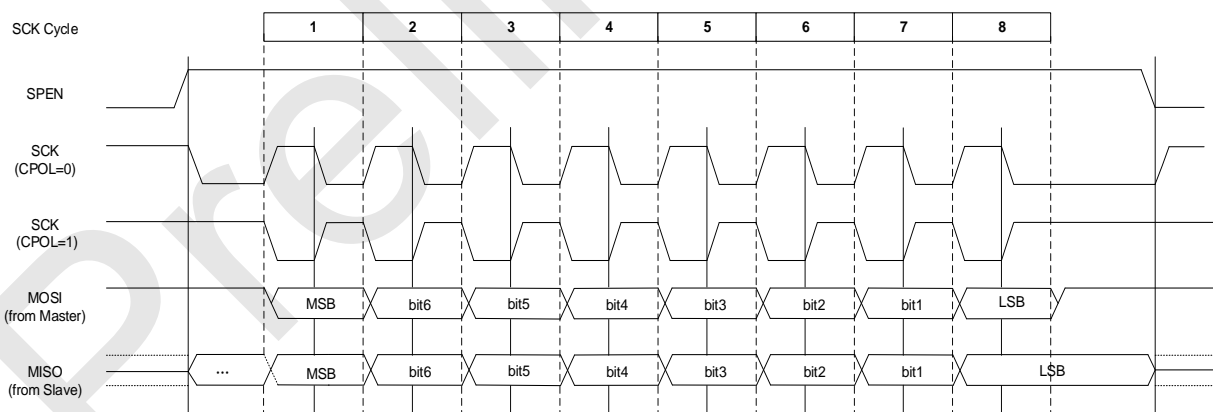 SCK Cycle 1 2 3 4 5 6 7 8
SPEN
SCK
(CPOL=0)
SCK
(CPOL=1)
MOSI
(from Master)
MSB bit6 bit5 bit4 bit3 bit2 bit1 LSB
MISO
(from Slave)
... MSB bit6 bit5 bit4 bit3 bit2 bit1 LSB
Preli